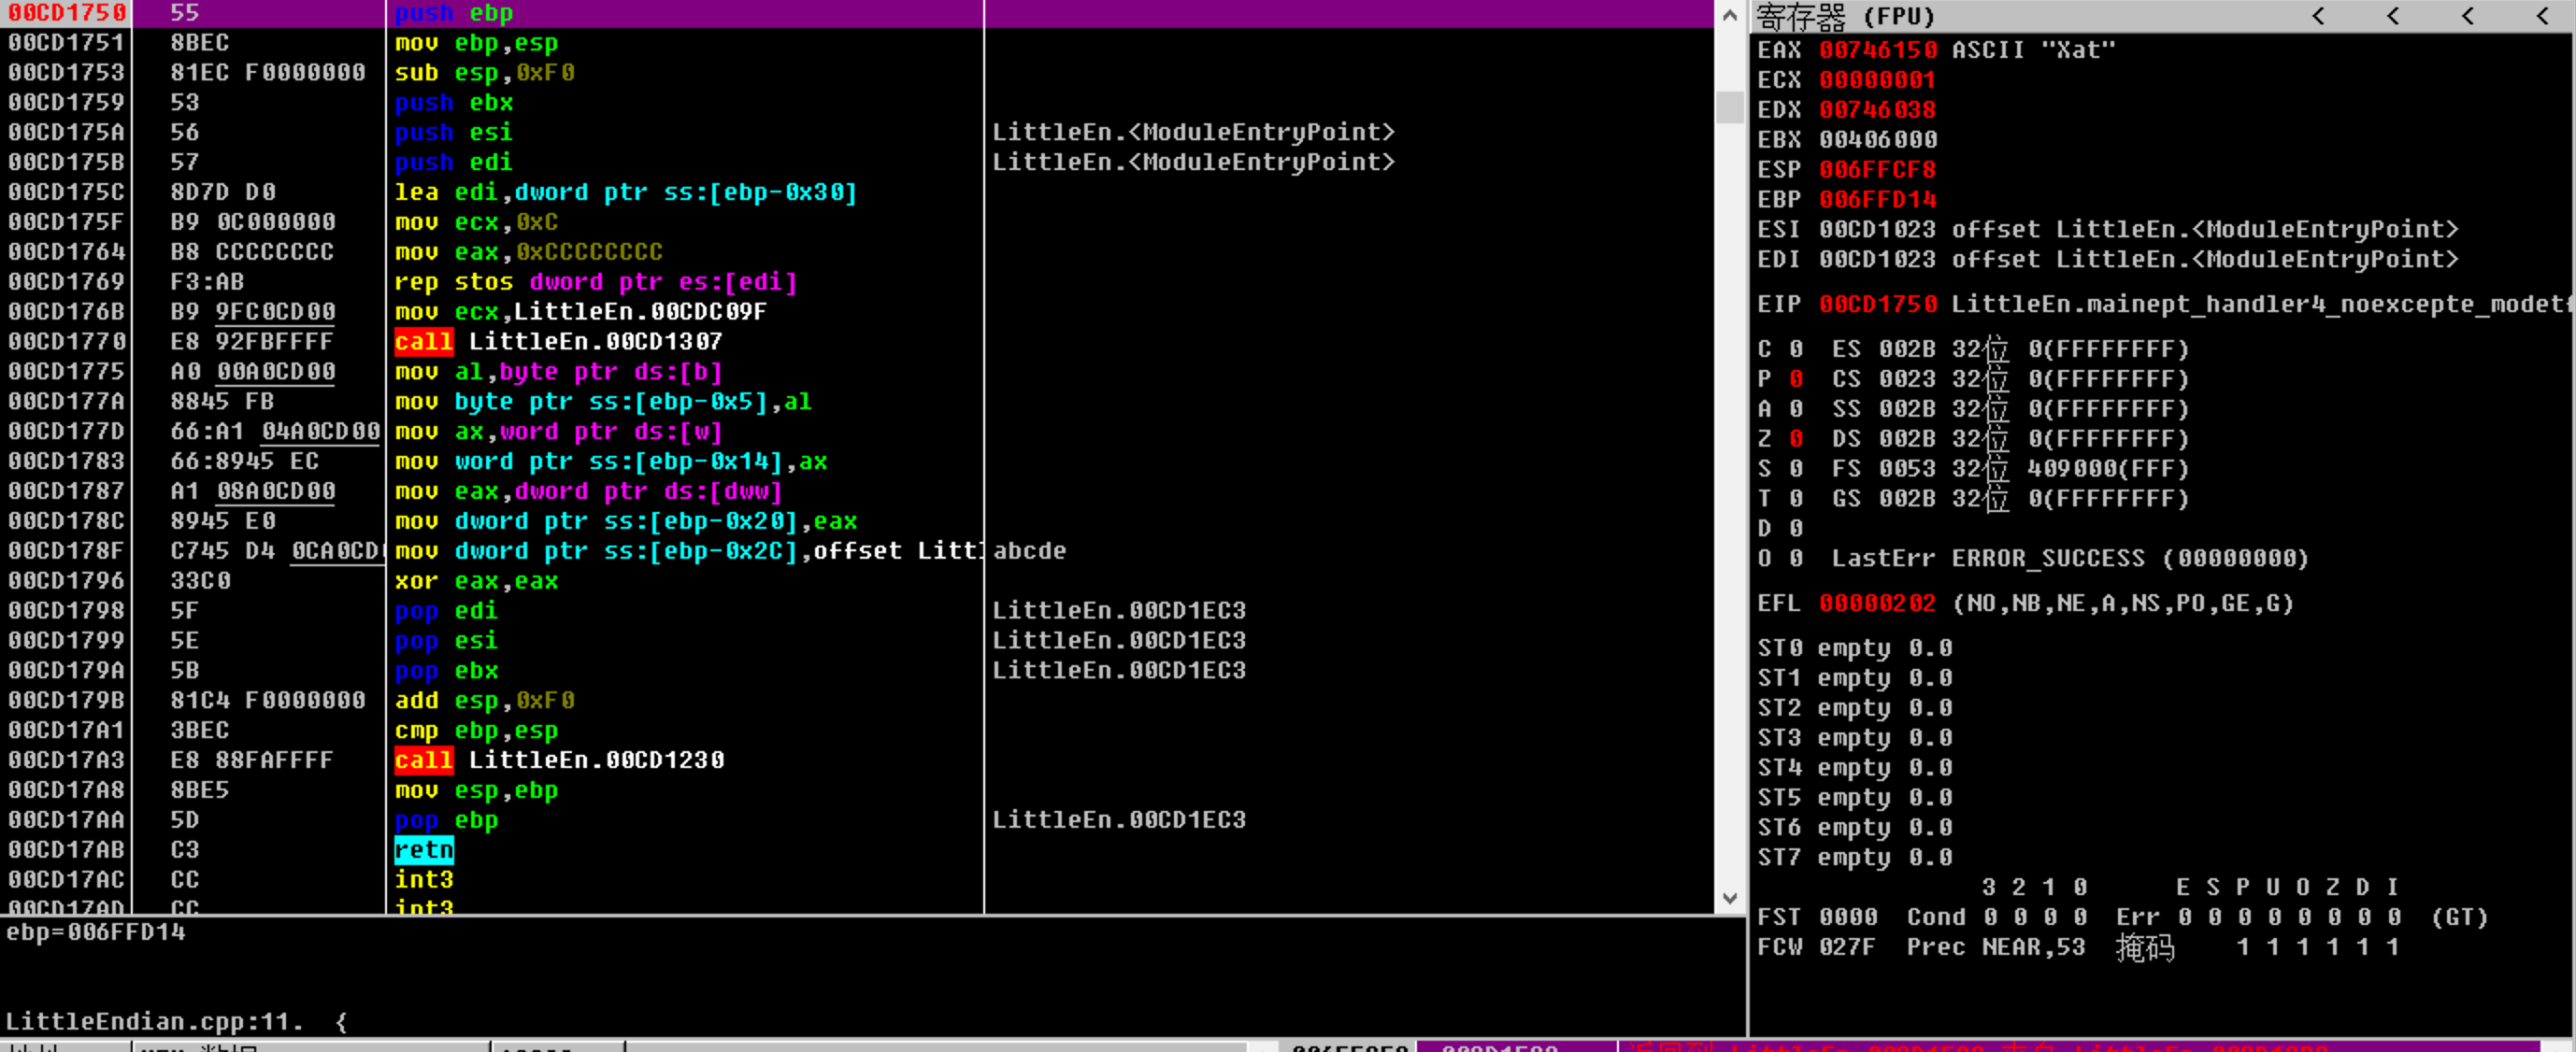 00CD1750 55 push ebp
00CD1751 8BEC mov ebp,esp
00CD1753 81EC F0000000 sub esp,0xF0
00CD1759 53 push ebx
00CD175A 56 push esi LittleEn.<ModuleEntryPoint>
00CD175B 57 push edi LittleEn.<ModuleEntryPoint>
00CD175C 8D7D D0 lea edi,dword ptr ss:[ebp-0x30]
00CD175F B9 0C000000 mov ecx,0xC
00CD1764 B8 CCCCCCCC mov eax,0xCCCCCCCC
00CD1769 F3:AB rep stos dword ptr es:[edi]
00CD176B B9 9FC0CD00 mov ecx,LittleEn.00CDC09F
00CD1770 E8 92FBFFFF call LittleEn.00CD1307
00CD1775 A0 00A0CD00 mov al,byte ptr ds:[b]
00CD177A 8845 FB mov byte ptr ss:[ebp-0x5],al
00CD177D 66:A1 04A0CD00 mov ax,word ptr ds:[w]
00CD1783 66:8945 EC mov word ptr ss:[ebp-0x14],ax
00CD1787 A1 08A0CD00 mov eax,dword ptr ds:[dww]
00CD178C 8945 E0 mov dword ptr ss:[ebp-0x20],eax
00CD178F C745 D4 0CA0CD mov dword ptr ss:[ebp-0x2C],offset Littl abcde
00CD1796 33C0 xor eax,eax
00CD1798 5F pop edi LittleEn.00CD1EC3
00CD1799 5E pop esi LittleEn.00CD1EC3
00CD179A 5B pop ebx LittleEn.00CD1EC3
00CD179B 81C4 F0000000 add esp,0xF0
00CD17A1 3BEC cmp ebp,esp
00CD17A3 E8 88FAFFFF call LittleEn.00CD1230
00CD17A8 8BE5 mov esp,ebp
00CD17AA 5D pop ebp LittleEn.00CD1EC3
00CD17AB C3 retn
00CD17AC CC int3
00CD17AD CC int3
ebp=006FFD14
LittleEndian.cpp:11. {
寄存器 (FPU) < < < <
EAX 00746150 ASCII "Xat"
ECX 00000001
EDX 00746038
EBX 00406000
ESP 006FFCF8
EBP 006FFD14
ESI 00CD1023 offset LittleEn.<ModuleEntryPoint>
EDI 00CD1023 offset LittleEn.<ModuleEntryPoint>
EIP 00CD1750 LittleEn.mainept_handler4_noexcepte_modet
C 0 ES 002B 32位 0(FFFFFFFF)
P 0 CS 0023 32位 0(FFFFFFFF)
A 0 SS 002B 32位 0(FFFFFFFF)
Z 0 DS 002B 32位 0(FFFFFFFF)
S 0 FS 0053 32位 409000(FFF)
T 0 GS 002B 32位 0(FFFFFFFF)
D 0
O 0 LastErr ERROR_SUCCESS (00000000)
EFL 00000202 (NO,NB,NE,A,NS,PO,GE,G)
ST0 empty 0.0
ST1 empty 0.0
ST2 empty 0.0
ST3 empty 0.0
ST4 empty 0.0
ST5 empty 0.0
ST6 empty 0.0
ST7 empty 0.0
3 2 1 0 E S P U O Z D I
FST 0000 Cond 0 0 0 0 Err 0 0 0 0 0 0 0 0 (GT)
FCW 027F Prec NEAR,53 掩码 1 1 1 1 1 1